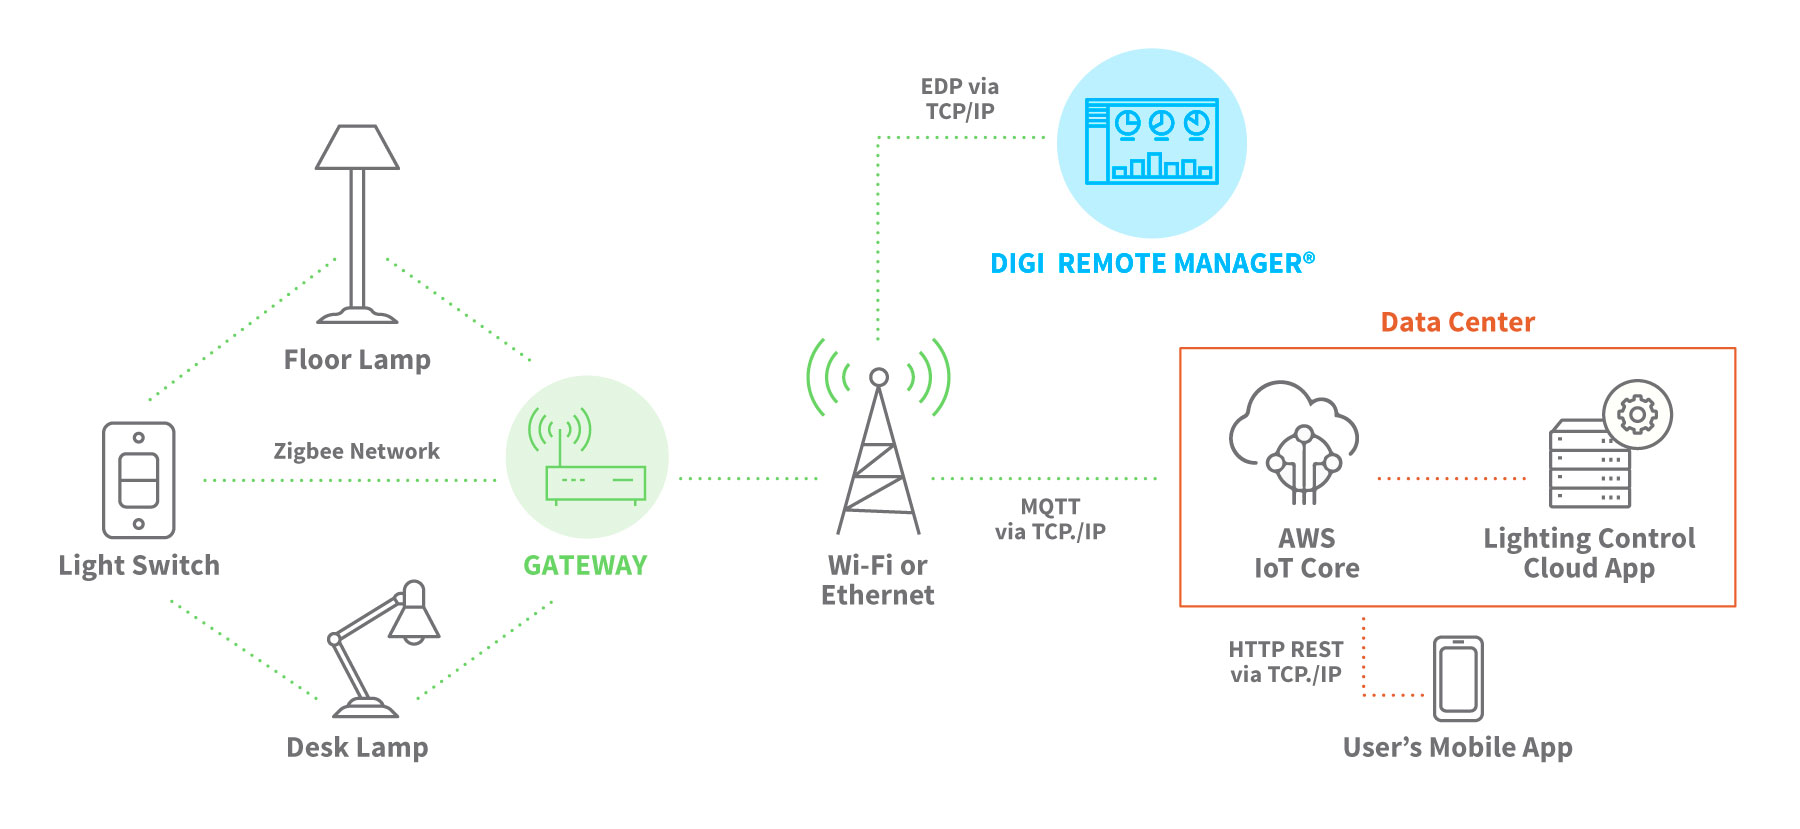 EDP via
TCP/IP
DIGI  REMOTE MANAGER®
Data Center
Floor Lamp
Zigbee Network
MQTT
via TCP./IP
AWS
IoT Core
Lighting Control
Cloud App
Light Switch
GATEWAY
Wi-Fi or
Ethernet
HTTP REST
via TCP./IP
Desk Lamp
User’s Mobile App